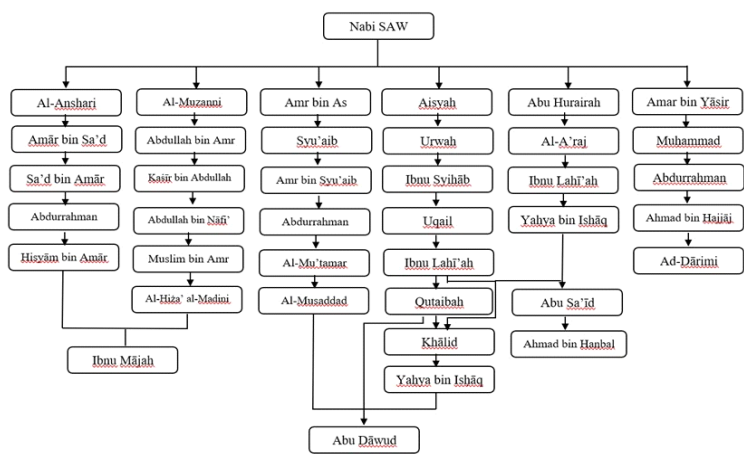 Nabi SAW
Al-Anshari
Al-Muzanni
Amr bin As
Aisyah
Abu Hurairah
Amar bin Yāsir
Amār bin Sa’d
Abdullah bin Amr
Syu’aib
Urwah
Al-A’raj
Muhammad
Sa’d bin Amār
Kašīr bin Abdullah
Amr bin Syu’aib
Ibnu Syihāb
Ibnu Lahī’ah
Abdurrahman
Abdurrahman
Abdullah bin Nāfi’
Abdurrahman
Uqail
Yahya bin Ishāq
Ahmad bin Hajjāj
Hisyām bin Amār
Muslim bin Amr
Al-Mu’tamar
Ibnu Lahī’ah
Ad-Dārimi
Al-Hiża’ al-Madini
Al-Musaddad
Qutaibah
Abu Sa’īd
Khālid
Ahmad bin Hanbal
Ibnu Mājah
Yahya bin Ishāq
Abu Dāwud